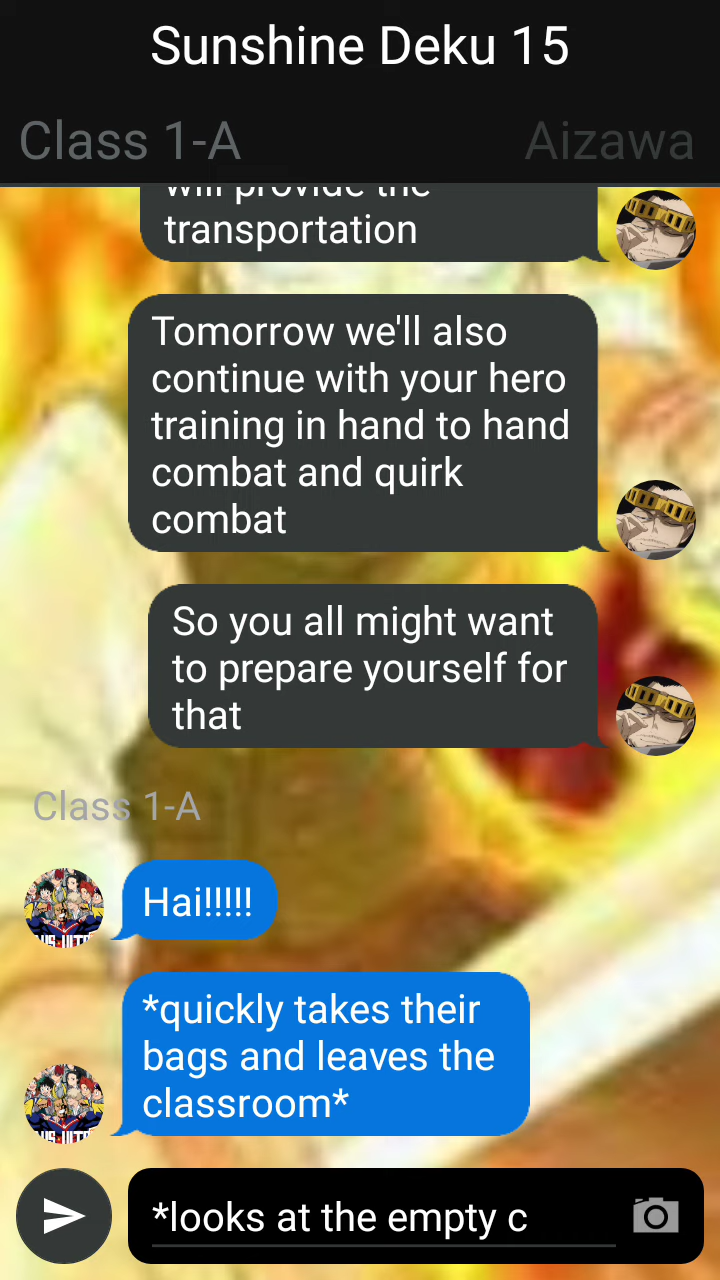 Sunshine Deku 15
Class 1-A
Aizawa
will provide the
transportation
Tomorrow we'll also
continue with your hero
training in hand to hand
combat and quirk
combat
So you all might want
to prepare yourself for
that
Class 1-A
Hai!!!!!
*quickly takes their
bags and leaves the
classroom*
*looks at the empty c